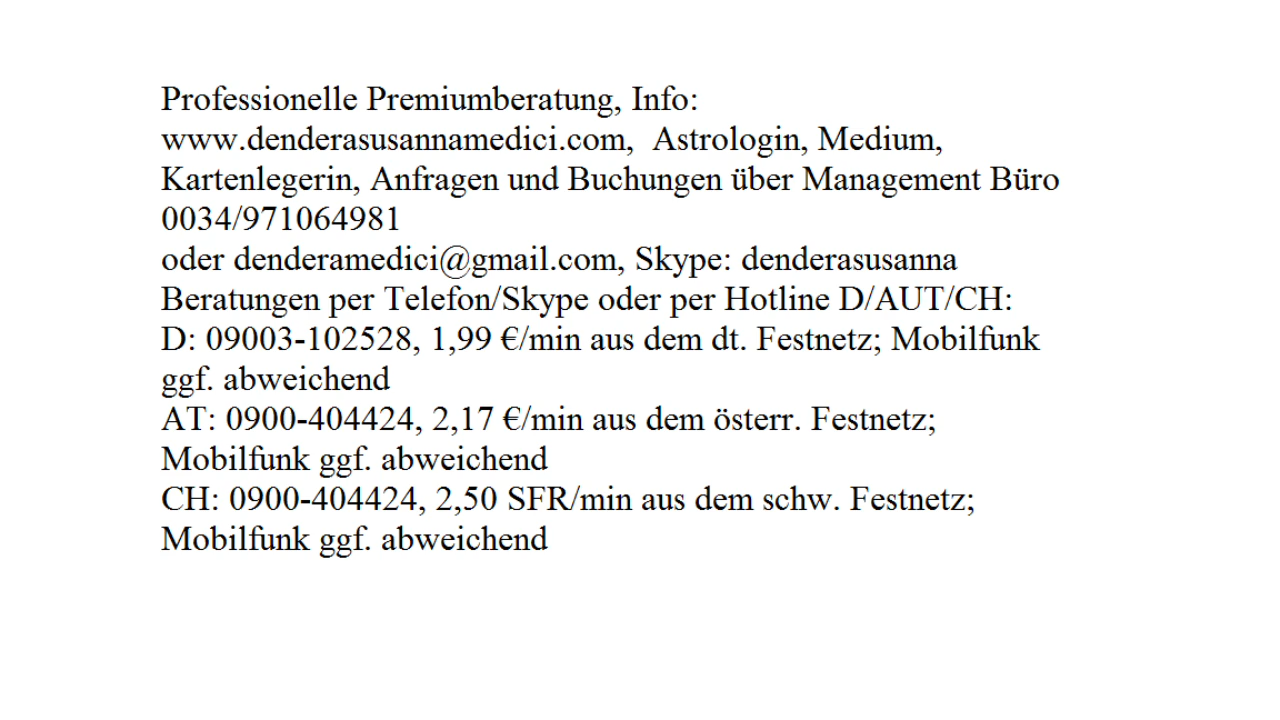 Professionelle Premiumberatung, Info:
www.denderasusannamedici.com,  Astrologin, Medium,
Kartenlegerin, Anfragen und Buchungen über Management Büro
0034/971064981
oder denderamedici@gmail.com, Skype: denderasusanna
Beratungen per Telefon/Skype oder per Hotline D/AUT/CH:
D: 09003-102528, 1,99 €/min aus dem dt. Festnetz; Mobilfunk
ggf. abweichend
AT: 0900-404424, 2,17 €/min aus dem österr. Festnetz;
Mobilfunk ggf. abweichend
CH: 0900-404424, 2,50 SFR/min aus dem schw. Festnetz;
Mobilfunk ggf. abweichend